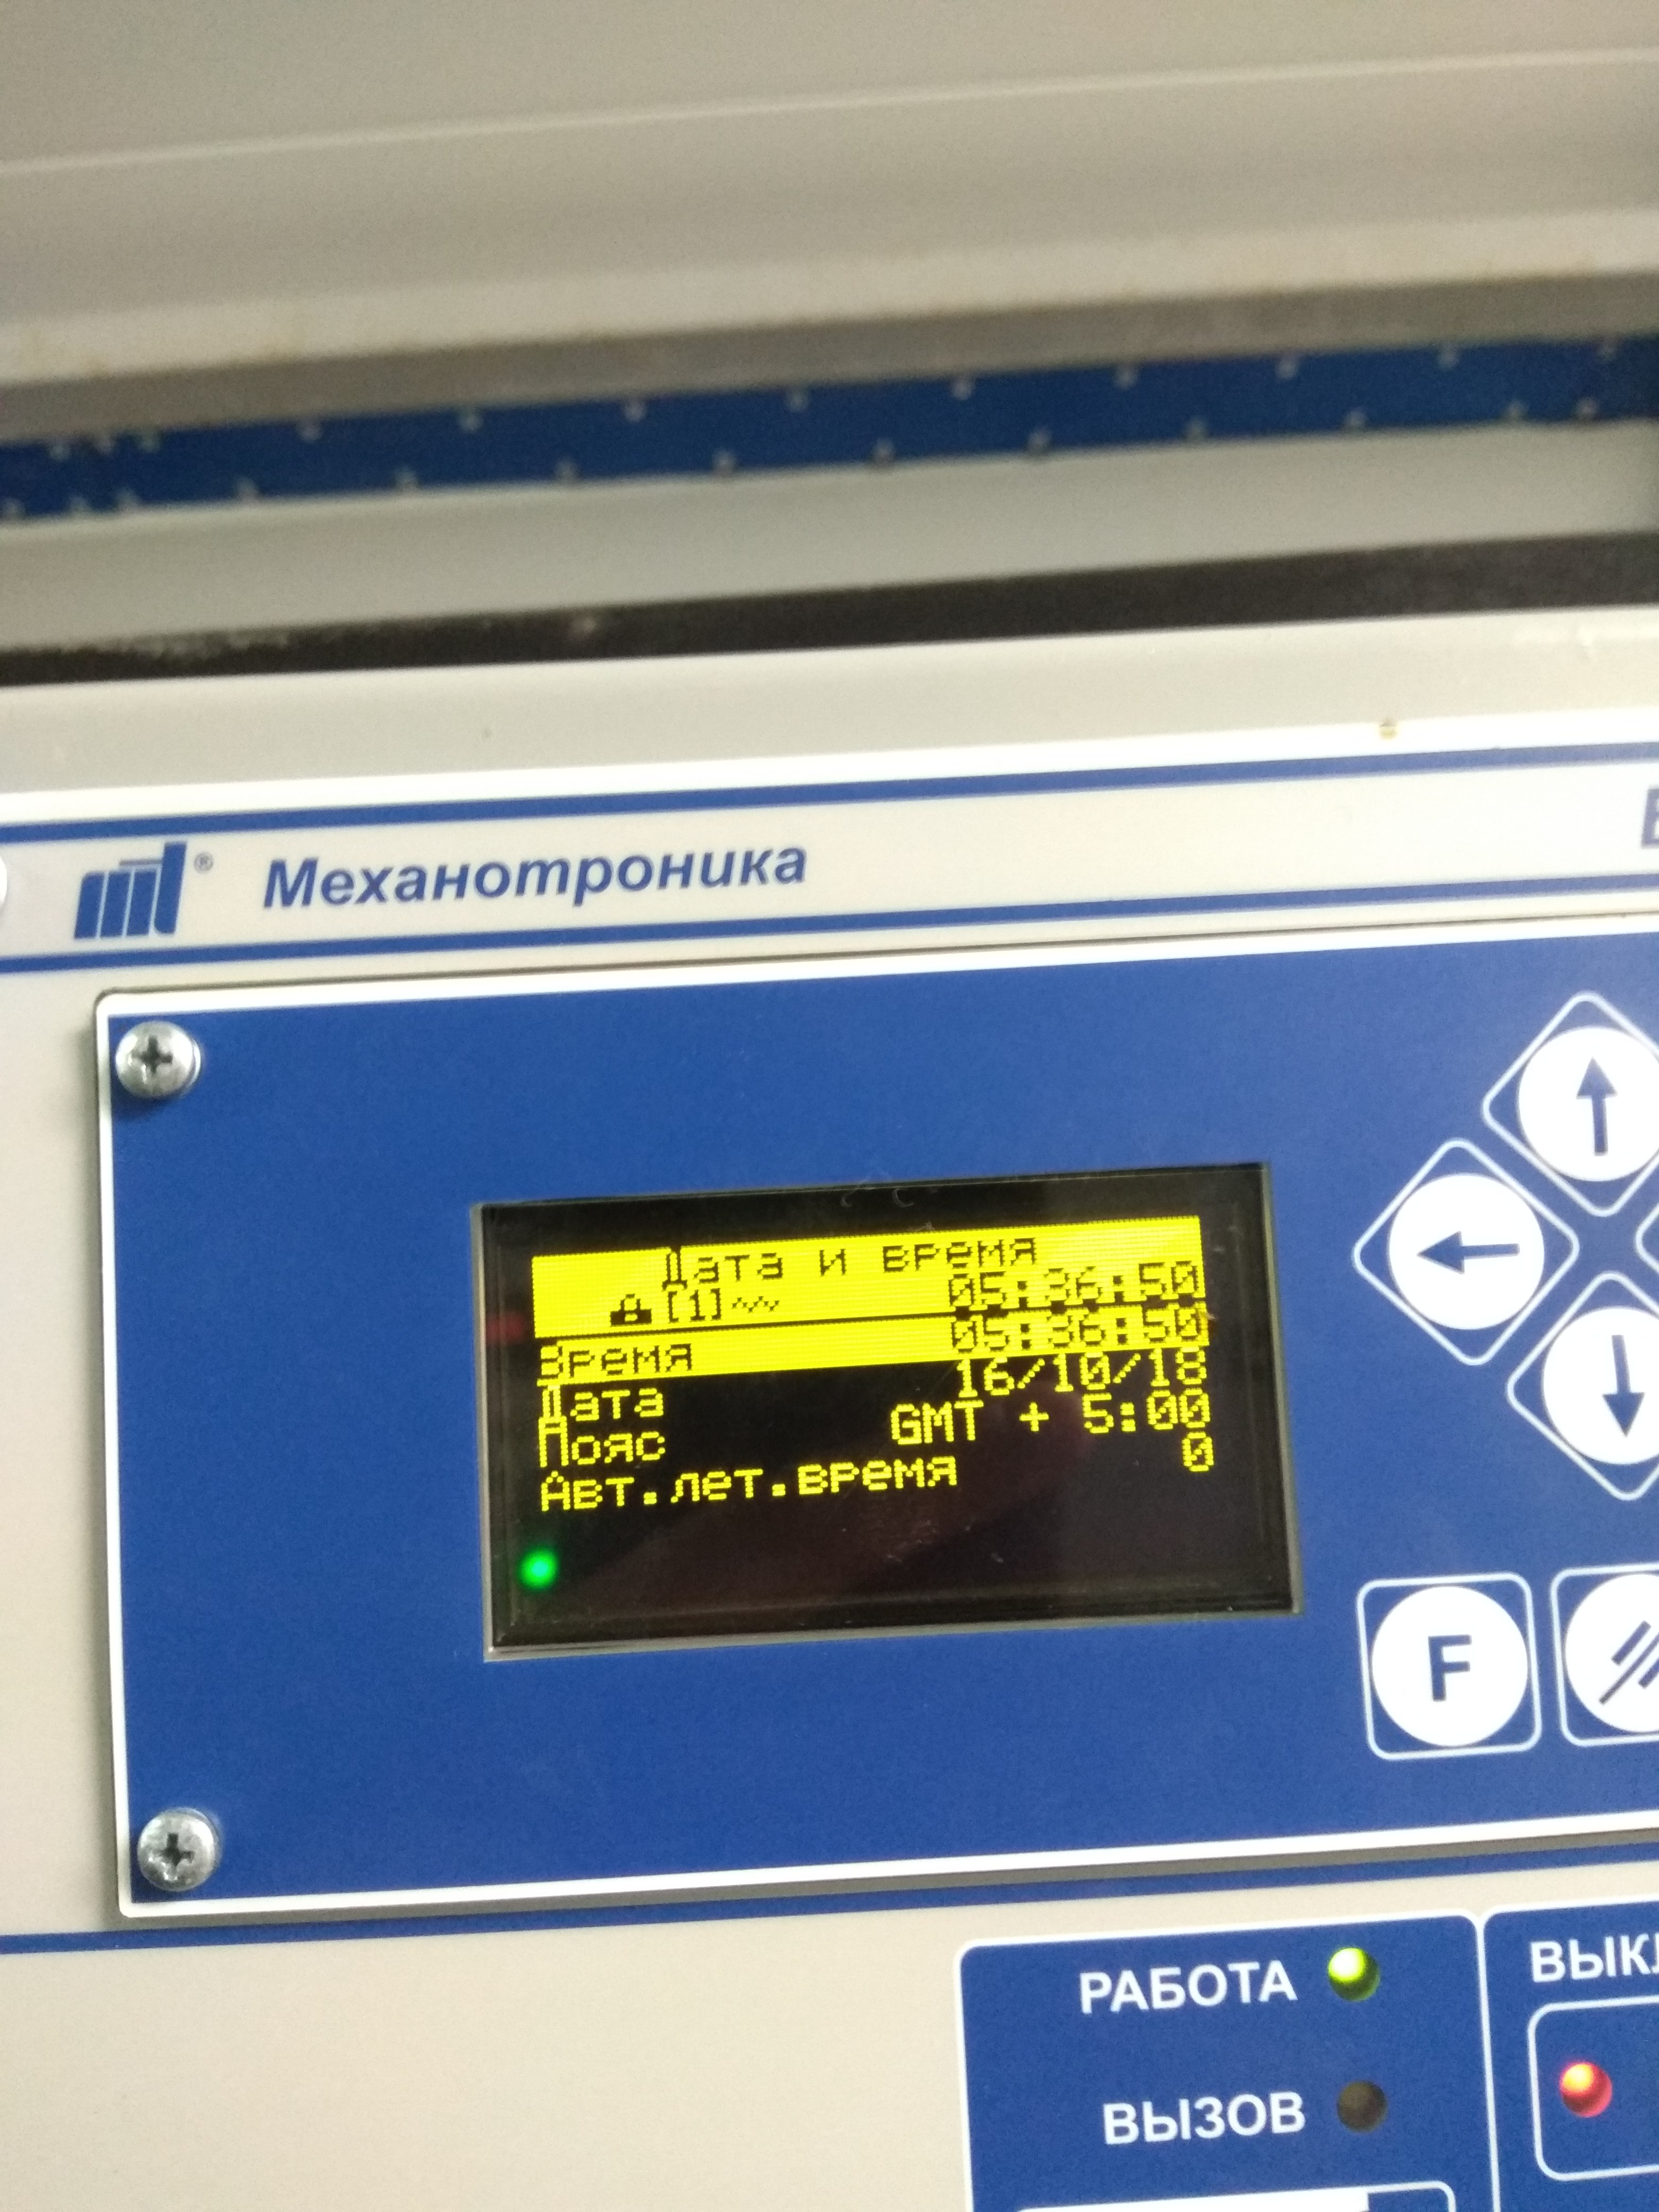 ® Механотроника
Дата и время
[1] 05:36:50
Время 05:36:50
Дата 16/10/18
Пояс GMT + 5:00
Авт.лет.время 0
F
РАБОТА
ВЫЗОВ